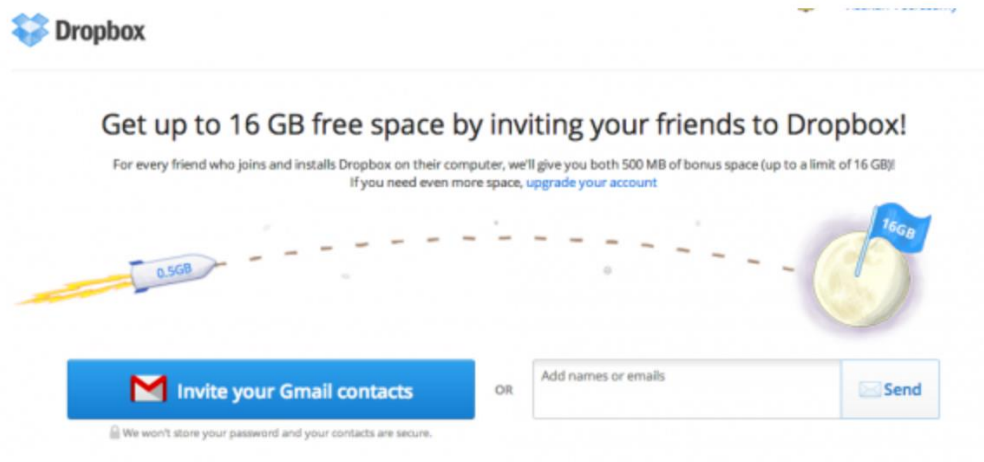 Dropbox
Get up to 16 GB free space by inviting your friends to Dropbox!
For every friend who joins and installs Dropbox on their computer, we'll give you both 500 MB of bonus space (up to a limit of 16 GB)!
If you need even more space, upgrade your account
16GB
0.5GB
Invite your Gmail contacts
OR
Add names or emails
Send
We won't store your password and your contacts are secure.